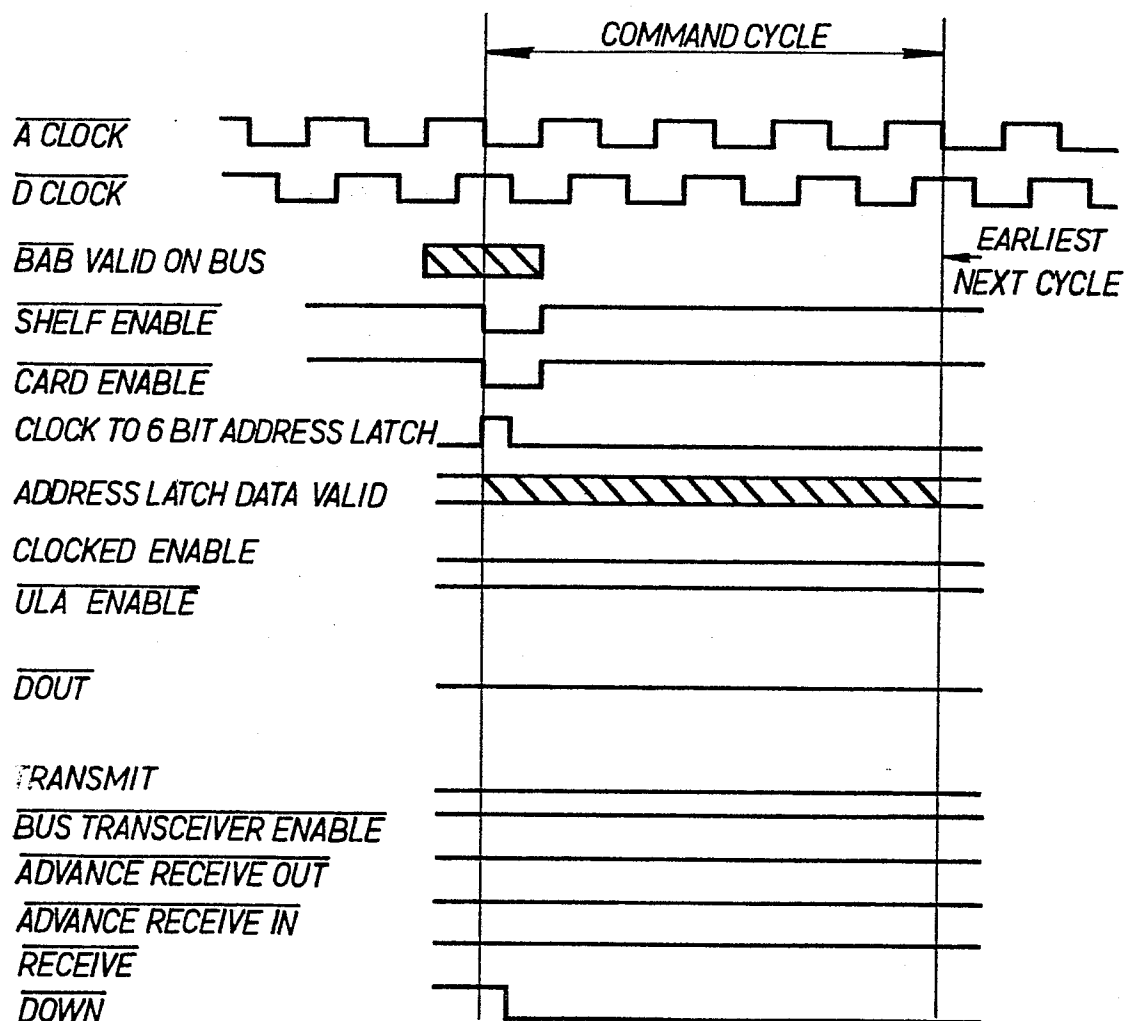 COMMAND CYCLE
A CLOCK
D CLOCK
BAB VALID ON BUS
EARLIEST
NEXT CYCLE
SHELF ENABLE
CARD ENABLE
CLOCK TO 6 BIT ADDRESS LATCH
ADDRESS LATCH DATA VALID
CLOCKED ENABLE
ULA ENABLE
DOUT
TRANSMIT
BUS TRANSCEIVER ENABLE
ADVANCE RECEIVE OUT
ADVANCE RECEIVE IN
RECEIVE
DOWN